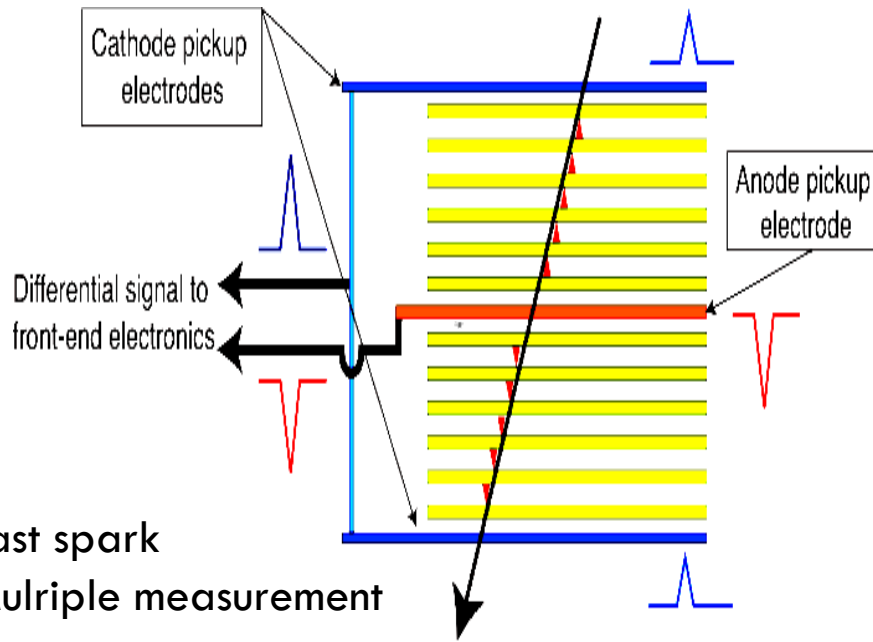 Cathode pickup
electrodes
Anode pickup
electrode
Differential signal to
front-end electronics
ast spark
ulriple measurement